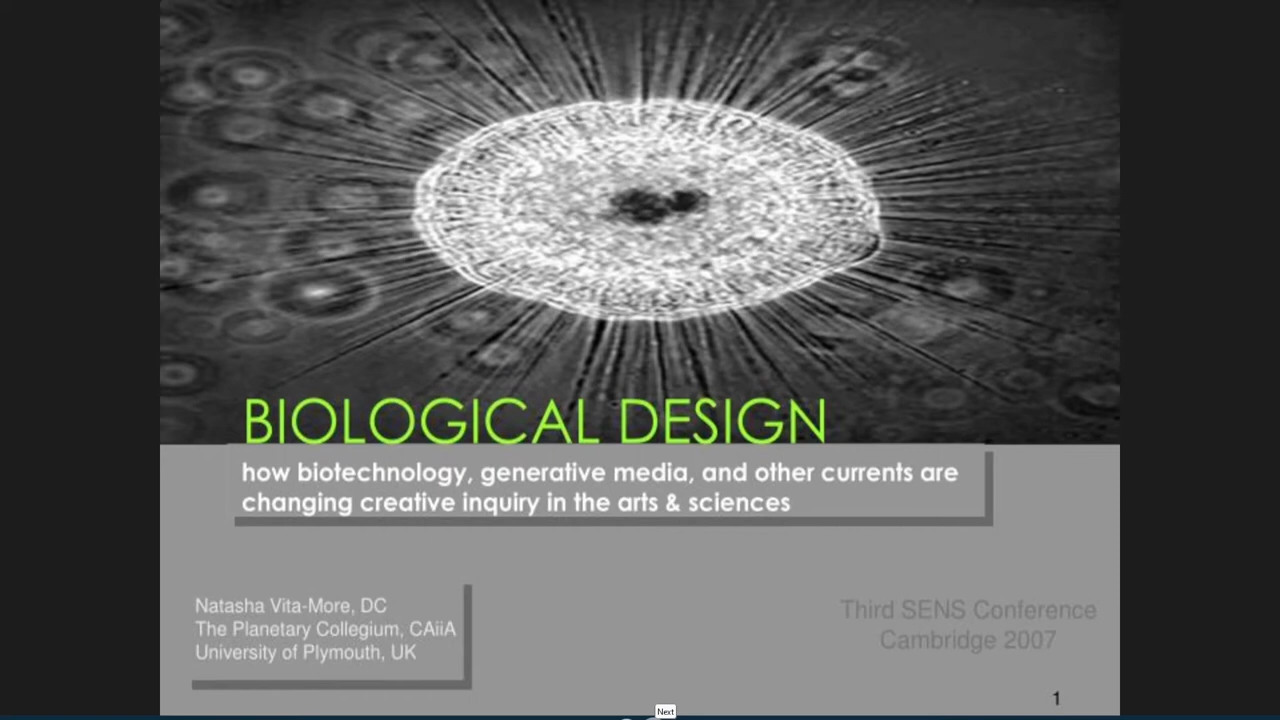 BIOLOGICAL DESIGN
how biotechnology, generative media, and other currents are
changing creative inquiry in the arts & sciences
Natasha Vita-More, DC
The Planetary Collegium, CAiiA
University of Plymouth, UK
Third SENS Conference
Cambridge 2007
1
Next